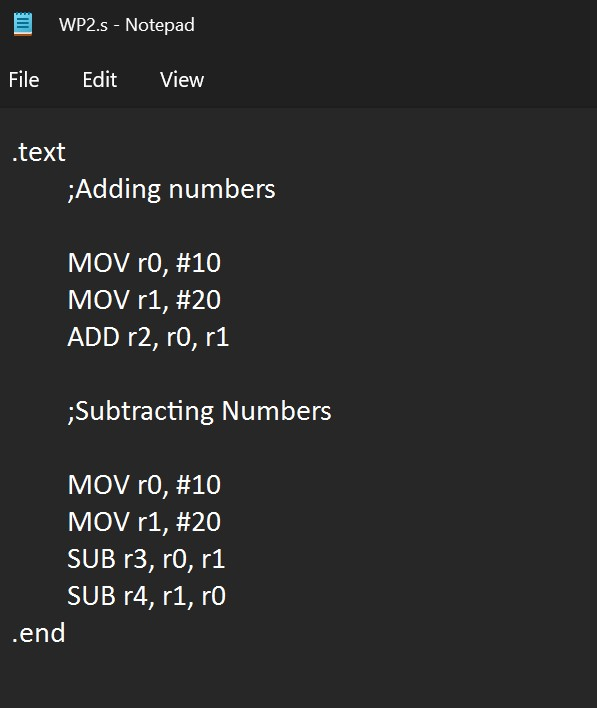 WP2.s - Notepad
File Edit View
.text
;Adding numbers
MOV r0, #10
MOV r1, #20
ADD r2, r0, r1
;Subtracting Numbers
MOV r0, #10
MOV r1, #20
SUB r3, r0, r1
SUB r4, r1, r0
.end